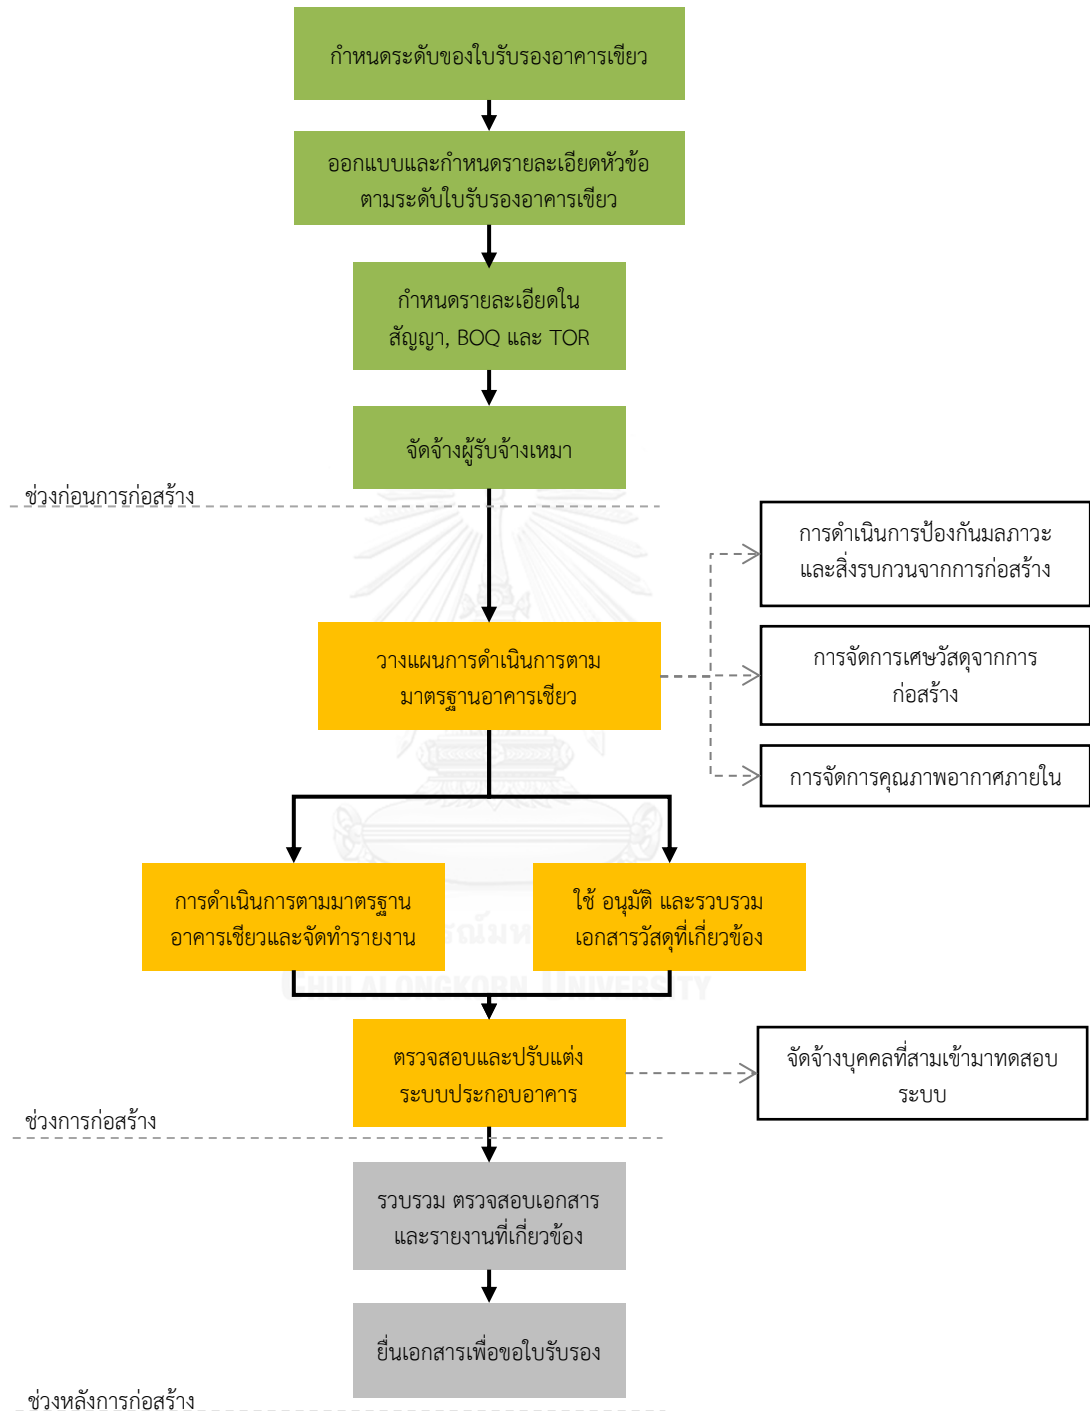 กำหนดระดับของใบรับรองอาคารเขียว
ออกแบบและกำหนดรายละเอียดหัวข้อ
ตามระดับใบรับรองอาคารเขียว
กำหนดรายละเอียดใน
สัญญา, BOQ และ TOR
จัดจ้างผู้รับจ้างเหมา
ช่วงก่อนการก่อสร้าง
การดำเนินการป้องกันมลภาวะ
และสิ่งรบกวนจากการก่อสร้าง
วางแผนการดำเนินการตาม
มาตรฐานอาคารเชียว
การจัดการเศษวัสดุจากการ
ก่อสร้าง
การจัดการคุณภาพอากาศภายใน
การดำเนินการตามมาตรฐาน
อาคารเชียวและจัดทำรายงาน
ใช้ อนุมัติ และรวบรวม
เอกสารวัสดุที่เกี่ยวข้อง
CHULALONGKORN UNIVERSITY
ตรวจสอบและปรับแต่ง
ระบบประกอบอาคาร
จัดจ้างบุคคลที่สามเข้ามาทดสอบ
ระบบ
ช่วงการก่อสร้าง
รวบรวม ตรวจสอบเอกสาร
และรายงานที่เกี่ยวข้อง
ยื่นเอกสารเพื่อขอใบรับรอง
ช่วงหลังการก่อสร้าง